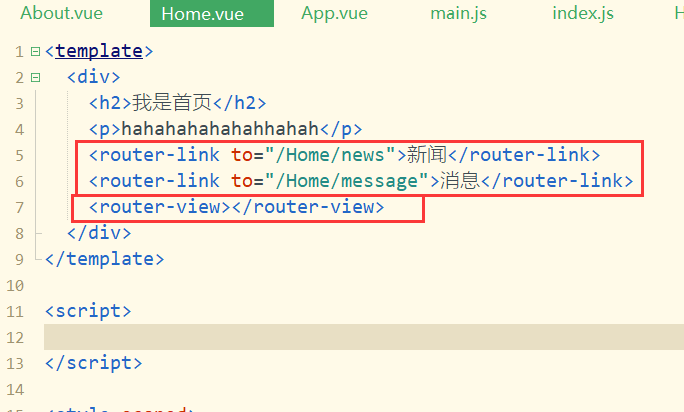 About.vue Home.vue App.vue main.js index.js H
1 <template>
2 <div>
3 <h2>我是首页</h2>
4 <p>hahahahahahahhahah</p>
5 <router-link to="/Home/news">新闻</router-link>
6 <router-link to="/Home/message">消息</router-link>
7 <router-view></router-view>
8 </div>
9 </template>
10
11 <script>
12
13 </script>
14
15 <style scoped>